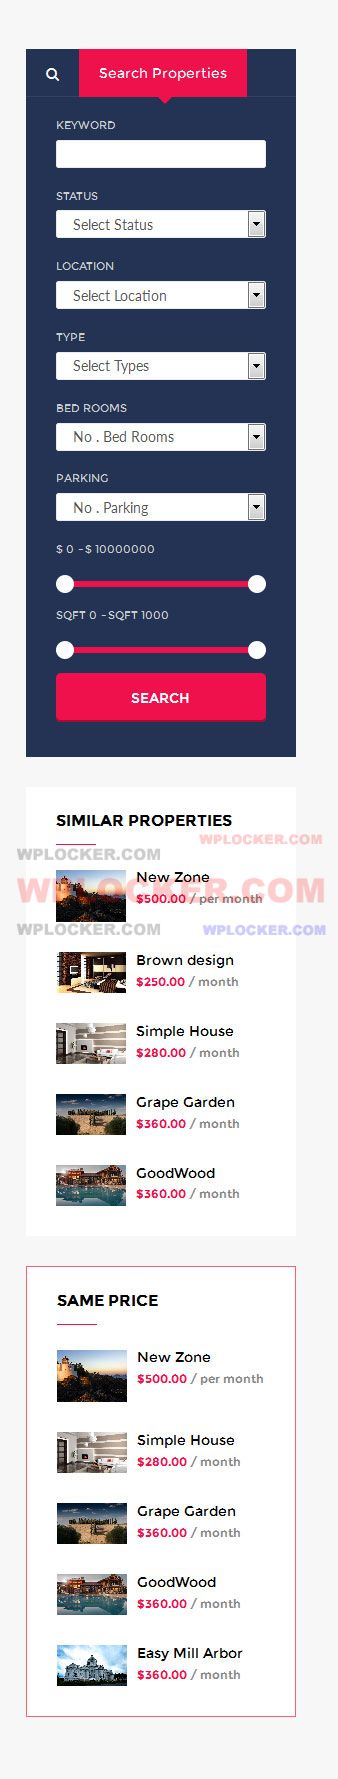 Search Properties
KEYWORD
STATUS
Select Status
LOCATION
Select Location
TYPE
Select Types
BED ROOMS
No . Bed Rooms
PARKING
No . Parking
$ 0 - $ 10000000
SQFT 0 - SQFT 1000
SEARCH
SIMILAR PROPERTIES
WPLOCKER.COM
WPLOCKER.COM
New Zone
WPLOCKER.COM
$500.00 / per month
WPLOCKER.COM
WPLOCKER.COM
Brown design
$250.00 / month
Simple House
$280.00 / month
Grape Garden
$360.00 / month
GoodWood
$360.00 / month
SAME PRICE
New Zone
$500.00 / per month
Simple House
$280.00 / month
Grape Garden
$360.00 / month
GoodWood
$360.00 / month
Easy Mill Arbor
$360.00 / month